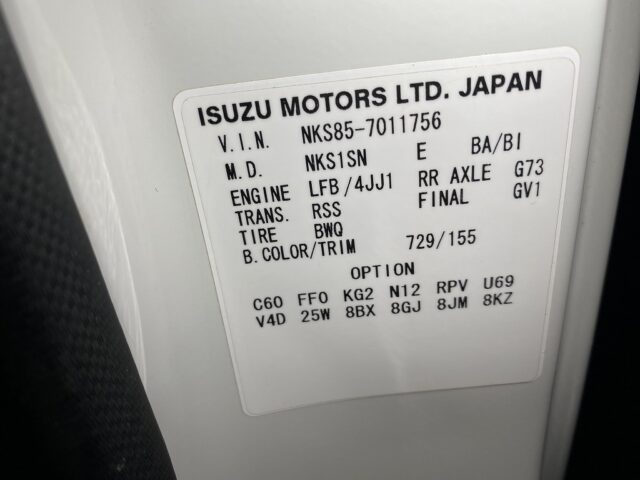 ISUZU MOTORS LTD. JAPAN
V.I.N. NKS85-7011756
M.D. NKS1SN E BA/BI
ENGINE LFB/4JJ1 RR AXLE G73
TRANS. RSS FINAL GV1
TIRE BWQ
B.COLOR/TRIM 729/155
OPTION
C60 FF0 KG2 N12 RPV U69
V4D 25W 8BX 8GJ 8JM 8KZ